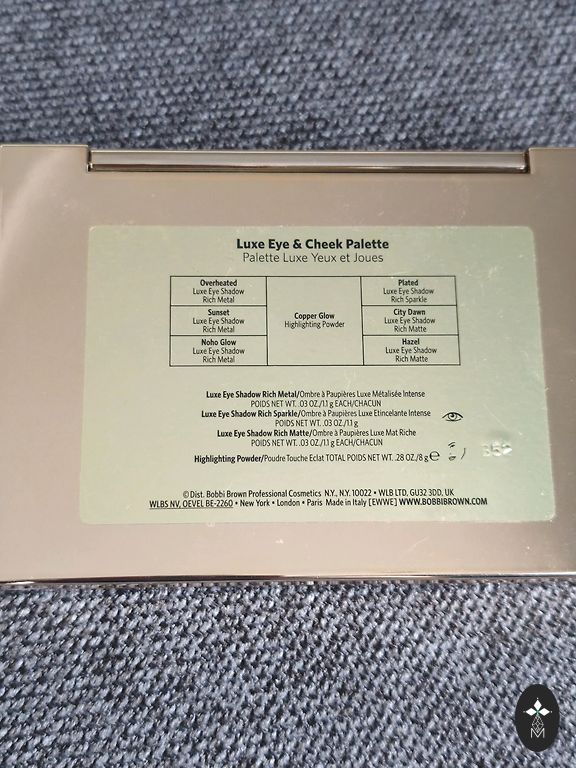 Luxe Eye & Cheek Palette
Palette Luxe Yeux et Joues
Overheated
Luxe Eye Shadow
Rich Metal
Sunset
Luxe Eye Shadow
Rich Metal
Noho Glow
Luxe Eye Shadow
Rich Metal
Copper Glow
Highlighting Powder
Plated
Luxe Eye Shadow
Rich Sparkle
City Dawn
Luxe Eye Shadow
Rich Matte
Hazel
Luxe Eye Shadow
Rich Matte
Luxe Eye Shadow Rich Metal/Ombre à Paupières Luxe Métalisée Intense
POIDS NET WT. .03 OZ./1.1 g EACH/CHACUN
Luxe Eye Shadow Rich Sparkle/Ombre à Paupières Luxe Etincelante Intense
POIDS NET WT. .03 OZ./1.1 g
Luxe Eye Shadow Rich Matte/Ombre à Paupières Luxe Mat Riche
POIDS NET WT. .03 OZ./1.1 g EACH/CHACUN
Highlighting Powder/Poudre Touche Eclat TOTAL POIDS NET WT. .28 OZ./8 g ℮
© Dist. Bobbi Brown Professional Cosmetics N.Y., N.Y. 10022 • WLB LTD, GU32 3DD, UK
WLBS NV, OEVEL BE-2260 • New York • London • Paris Made in Italy [EWWE] WWW.BOBBIBROWN.COM
M